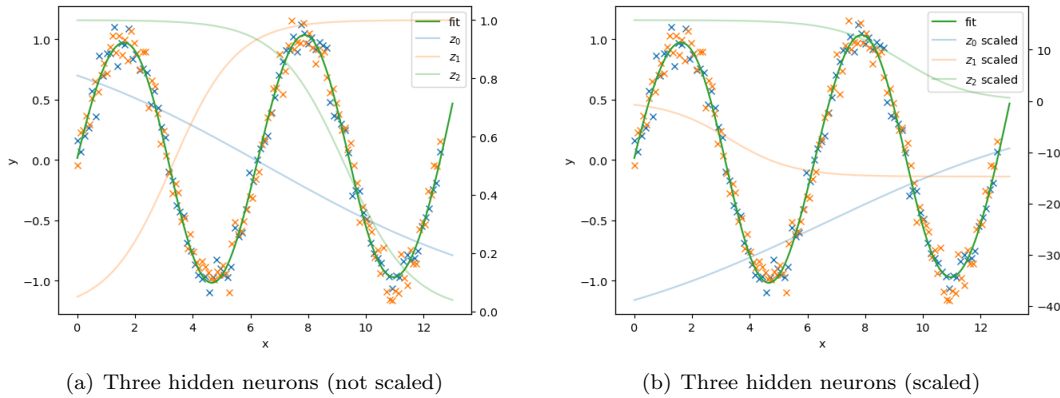 1.0
0.5
0.0
−0.5
−1.0
y
0 2 4 6 8 10 12
x
1.0
0.8
0.6
0.4
0.2
0.0
fit
z₀
z₁
z₂
(a) Three hidden neurons (not scaled)
1.0
0.5
0.0
−0.5
−1.0
y
0 2 4 6 8 10 12
x
10
0
−10
−20
−30
−40
fit
z₀ scaled
z₁ scaled
z₂ scaled
(b) Three hidden neurons (scaled)